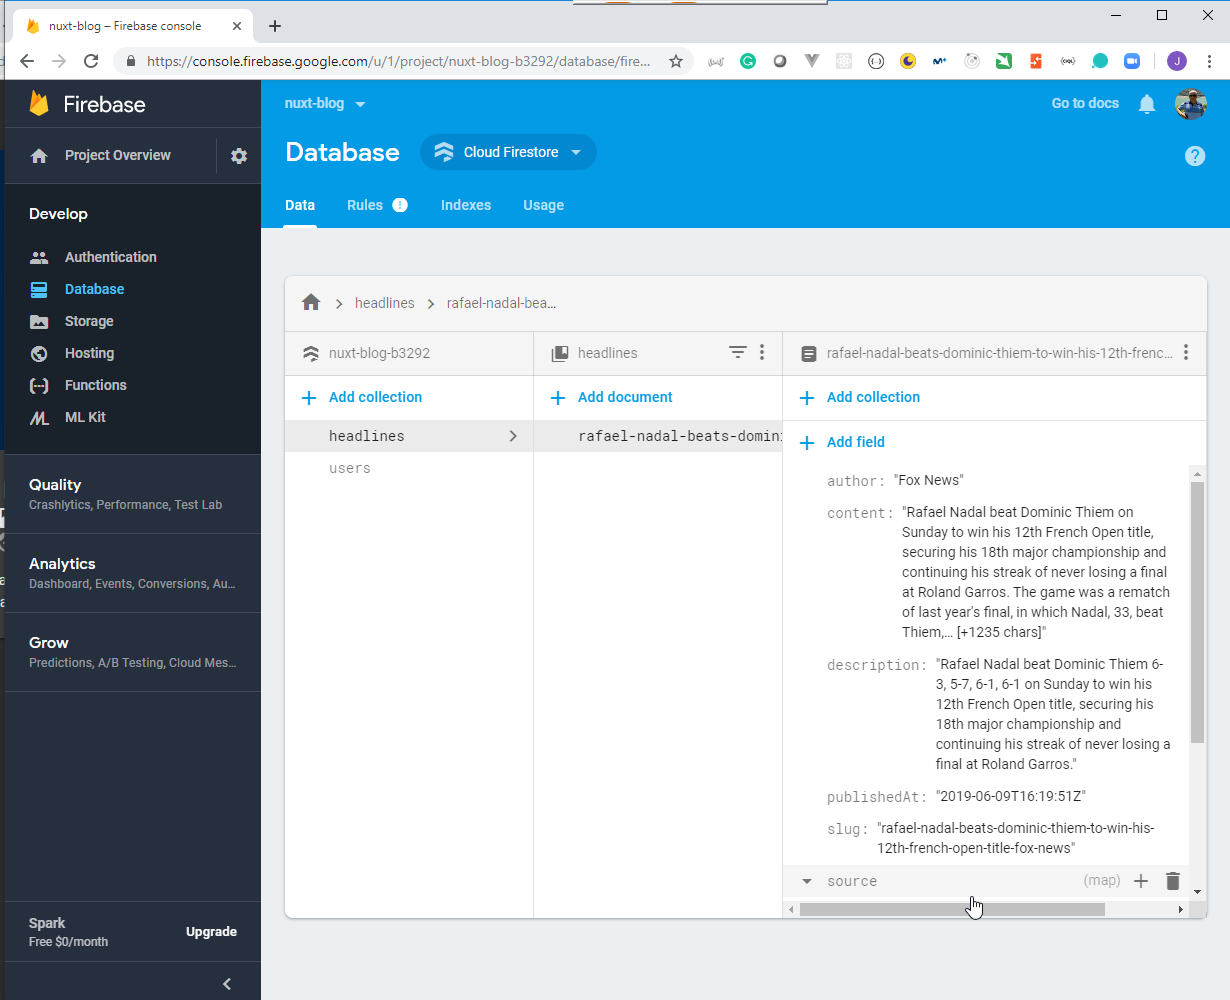 nuxt-blog – Firebase console
https://console.firebase.google.com/u/1/project/nuxt-blog-b3292/database/fire...
J
Firebase
Project Overview
Develop
Authentication
Database
Storage
Hosting
Functions
ML Kit
Quality
Crashlytics, Performance, Test Lab
Analytics
Dashboard, Events, Conversions, Au...
Grow
Predictions, A/B Testing, Cloud Mes...
Spark
Free $0/month
Upgrade
nuxt-blog
Go to docs
Database
Cloud Firestore
Data
Rules
Indexes
Usage
headlines
rafael-nadal-bea...
nuxt-blog-b3292
headlines
rafael-nadal-beats-dominic-thiem-to-win-his-12th-frenc...
Add collection
Add document
Add collection
headlines
users
rafael-nadal-beats-domin
Add field
author: "Fox News"
content: "Rafael Nadal beat Dominic Thiem on
Sunday to win his 12th French Open title,
securing his 18th major championship and
continuing his streak of never losing a final
at Roland Garros. The game was a rematch
of last year's final, in which Nadal, 33, beat
Thiem,... [+1235 chars]"
description: "Rafael Nadal beat Dominic Thiem 6-
3, 5-7, 6-1, 6-1 on Sunday to win his
12th French Open title, securing his
18th major championship and
continuing his streak of never losing a
final at Roland Garros."
publishedAt: "2019-06-09T16:19:51Z"
slug: "rafael-nadal-beats-dominic-thiem-to-win-his-
12th-french-open-title-fox-news"
source (map)